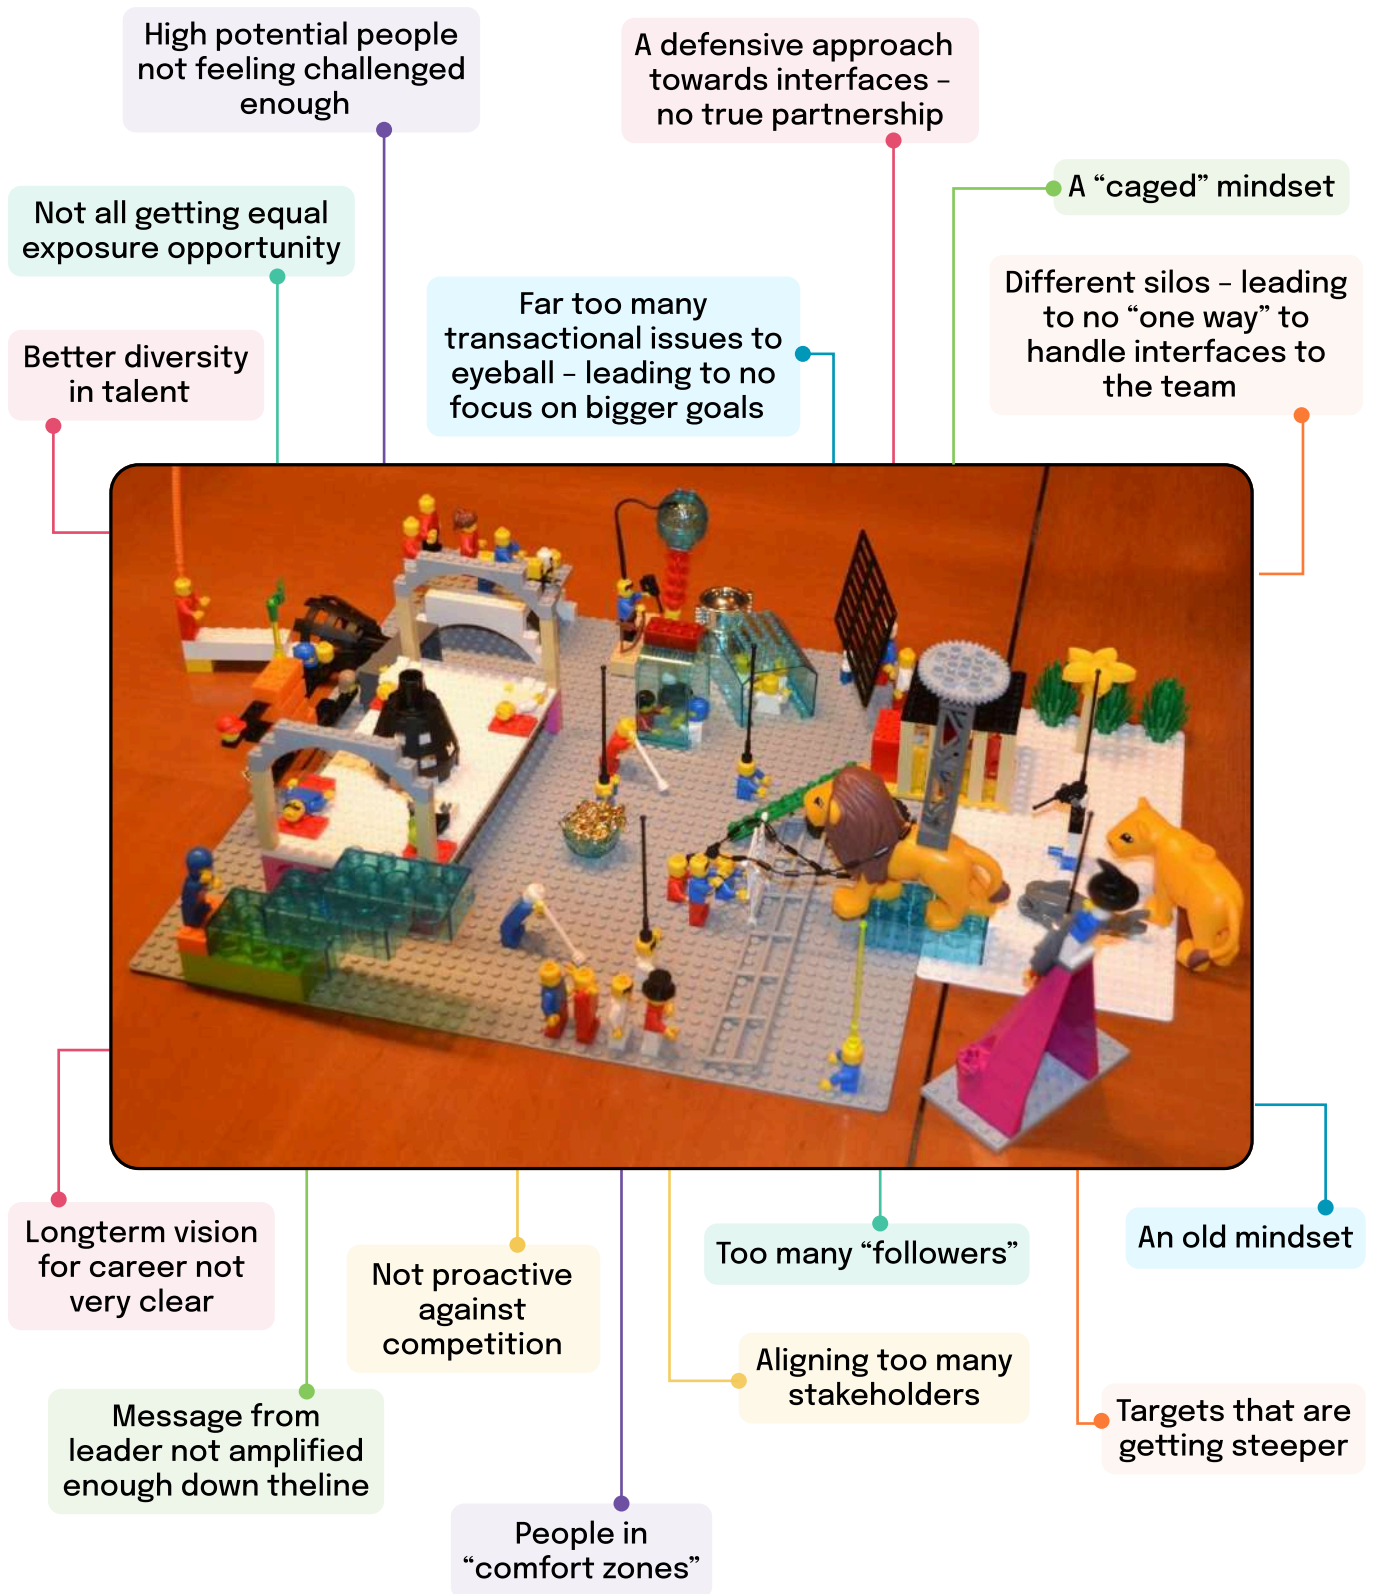 High potential people
not feeling challenged
enough
A defensive approach
towards interfaces –
no true partnership
A “caged” mindset
Not all getting equal
exposure opportunity
Different silos – leading
to no “one way” to
handle interfaces to
the team
Far too many
transactional issues to
eyeball – leading to no
focus on bigger goals
Better diversity
in talent
Longterm vision
for career not
very clear
Not proactive
against
competition
Too many “followers”
An old mindset
Aligning too many
stakeholders
Message from
leader not amplified
enough down theline
Targets that are
getting steeper
People in
“comfort zones”